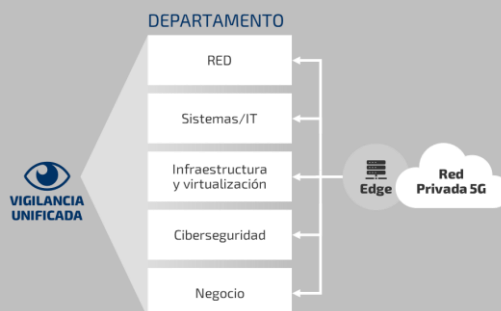 DEPARTAMENTO
RED
Sistemas/IT
Infraestructura
y virtualización
Ciberseguridad
Negocio
VIGILANCIA
UNIFICADA
Edge
Red
Privada 5G